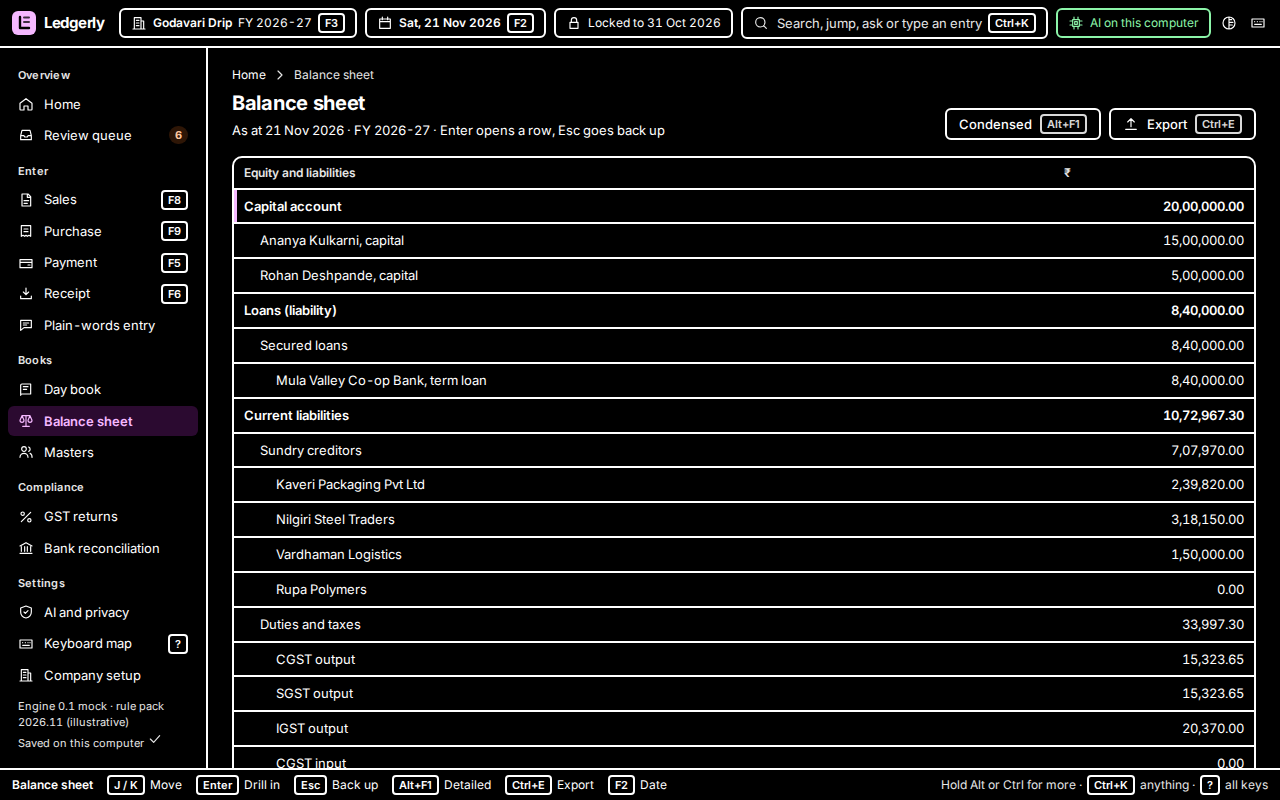 Ledgerly
Godavari Drip FY 2026-27 F3
Sat, 21 Nov 2026 F2
Locked to 31 Oct 2026
Search, jump, ask or type an entry Ctrl+K
AI on this computer
Overview
Home
Review queue 6
Enter
Sales F8
Purchase F9
Payment F5
Receipt F6
Plain-words entry
Books
Day book
Balance sheet
Masters
Compliance
GST returns
Bank reconciliation
Settings
AI and privacy
Keyboard map ?
Company setup
Engine 0.1 mock · rule pack
2026.11 (illustrative)
Saved on this computer
Home > Balance sheet
Balance sheet
As at 21 Nov 2026 · FY 2026-27 · Enter opens a row, Esc goes back up
Condensed Alt+F1
Export Ctrl+E
Equity and liabilities ₹
Capital account 20,00,000.00
Ananya Kulkarni, capital 15,00,000.00
Rohan Deshpande, capital 5,00,000.00
Loans (liability) 8,40,000.00
Secured loans 8,40,000.00
Mula Valley Co-op Bank, term loan 8,40,000.00
Current liabilities 10,72,967.30
Sundry creditors 7,07,970.00
Kaveri Packaging Pvt Ltd 2,39,820.00
Nilgiri Steel Traders 3,18,150.00
Vardhaman Logistics 1,50,000.00
Rupa Polymers 0.00
Duties and taxes 33,997.30
CGST output 15,323.65
SGST output 15,323.65
IGST output 20,370.00
CGST input 0.00
Balance sheet J / K Move Enter Drill in Esc Back up Alt+F1 Detailed Ctrl+E Export F2 Date
Hold Alt or Ctrl for more · Ctrl+K anything · ? all keys